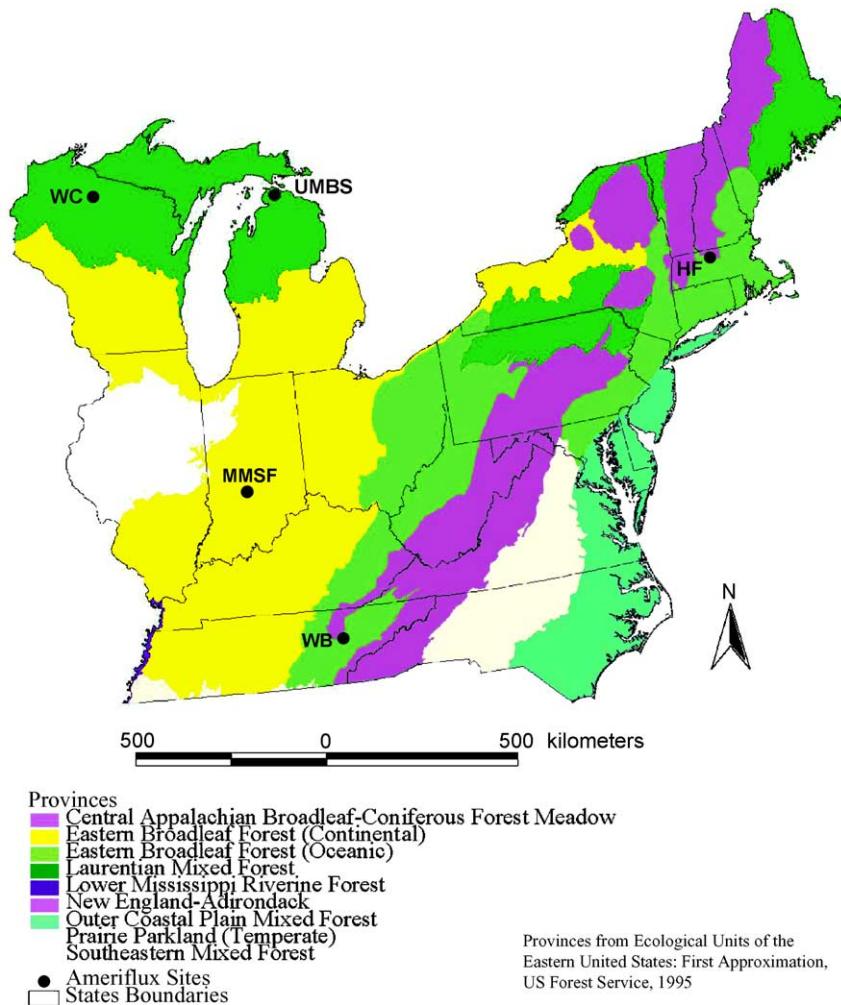 WC
UMBS
HF
MMSF
WB
N
500 0 500 kilometers
Provinces
Central Appalachian Broadleaf-Coniferous Forest Meadow
Eastern Broadleaf Forest (Continental)
Eastern Broadleaf Forest (Oceanic)
Laurentian Mixed Forest
Lower Mississippi Riverine Forest
New England-Adirondack
Outer Coastal Plain Mixed Forest
Prairie Parkland (Temperate)
Southeastern Mixed Forest
Ameriflux Sites
States Boundaries
Provinces from Ecological Units of the
Eastern United States: First Approximation,
US Forest Service, 1995